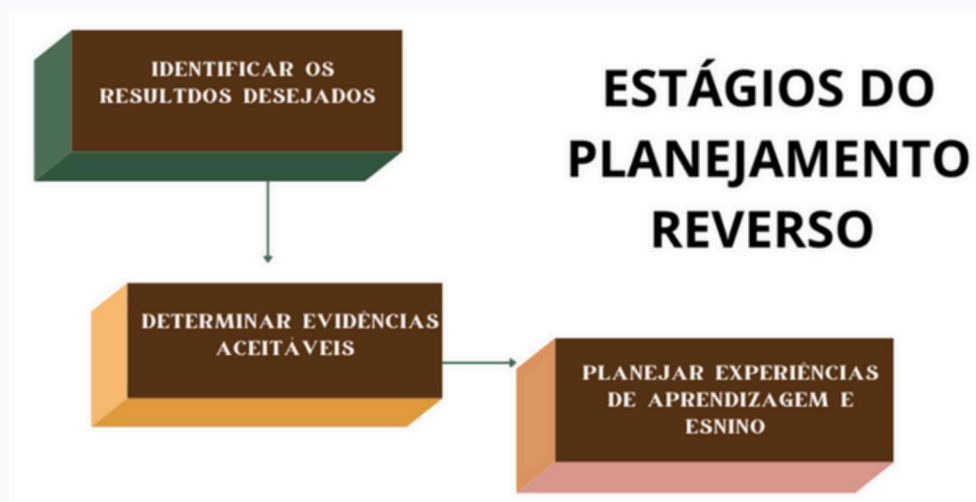 IDENTIFICAR OS
RESULTDOS DESEJADOS
ESTÁGIOS DO
PLANEJAMENTO
REVERSO
DETERMINAR EVIDÊNCIAS
ACEITÁVEIS
PLANEJAR EXPERIÊNCIAS
DE APRENDIZAGEM E
ESNINO